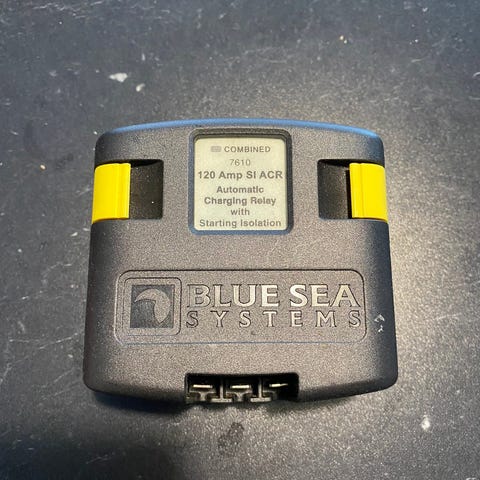 COMBINED
7610
120 Amp SI ACR
Automatic
Charging Relay
with
Starting Isolation
BLUE SEA
SYSTEMS